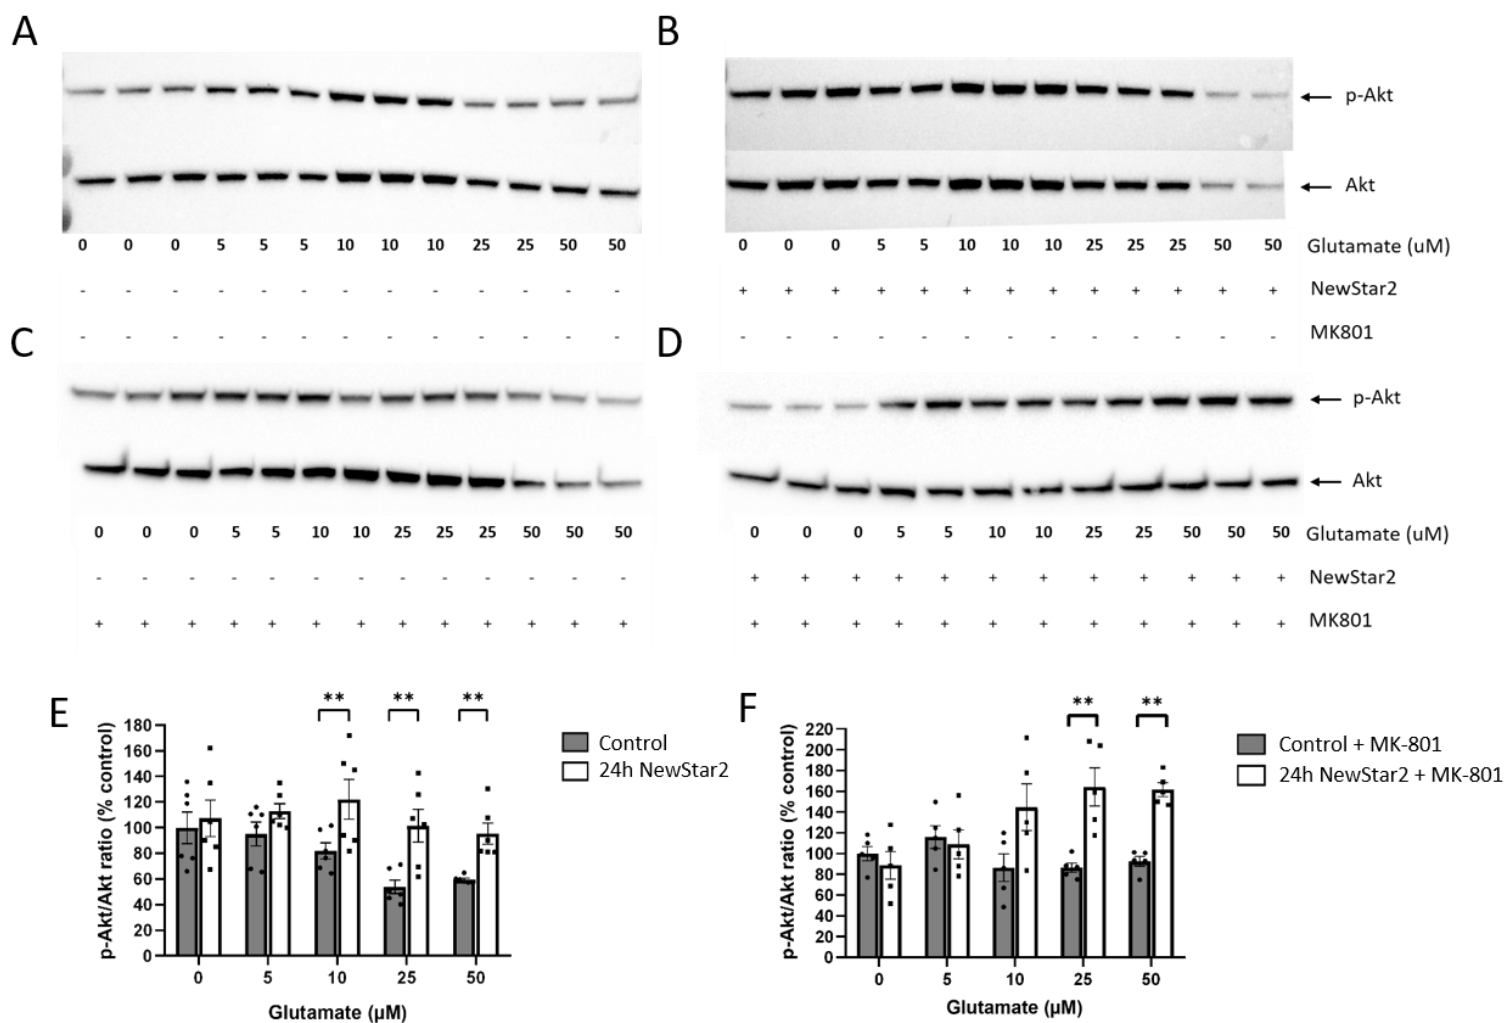 A
B
p-Akt
Akt
0 0 0 5 5 5 10 10 10 25 25 50 50
0 0 0 5 5 10 10 10 25 25 25 50 50 Glutamate (uM)
- - - - - - - - - - - - -
+ + + + + + + + + + + + + NewStar2
- - - - - - - - - - - - -
- - - - - - - - - - - - - MK801
C
D
p-Akt
Akt
0 0 0 5 5 10 10 25 25 25 50 50 50
0 0 0 5 5 10 10 25 25 50 50 50 Glutamate (uM)
- - - - - - - - - - - - -
+ + + + + + + + + + + + NewStar2
+ + + + + + + + + + + + +
+ + + + + + + + + + + + MK801
E
p-Akt/Akt ratio (% control)
180
160
140
120
100
80
60
40
20
0
** ** **
Control
24h NewStar2
0 5 10 25 50
Glutamate (µM)
F
p-Akt/Akt ratio (% control)
220
200
180
160
140
120
100
80
60
40
20
0
** **
Control + MK-801
24h NewStar2 + MK-801
0 5 10 25 50
Glutamate (µM)